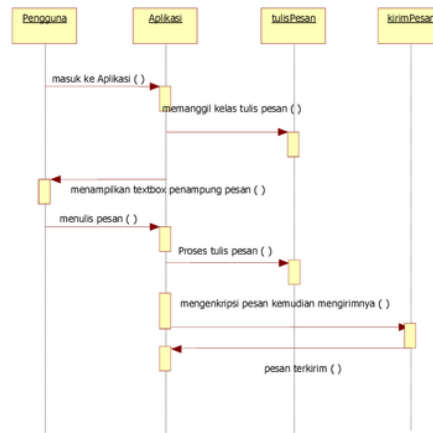 Pengguna
Aplikasi
tulisPesan
kirimPesan
masuk ke Aplikasi ( )
memanggil kelas tulis pesan ( )
menampilkan textbox penampung pesan ( )
menulis pesan ( )
Proses tulis pesan ( )
mengenkripsi pesan kemudian mengirimnya ( )
pesan terkirim ( )